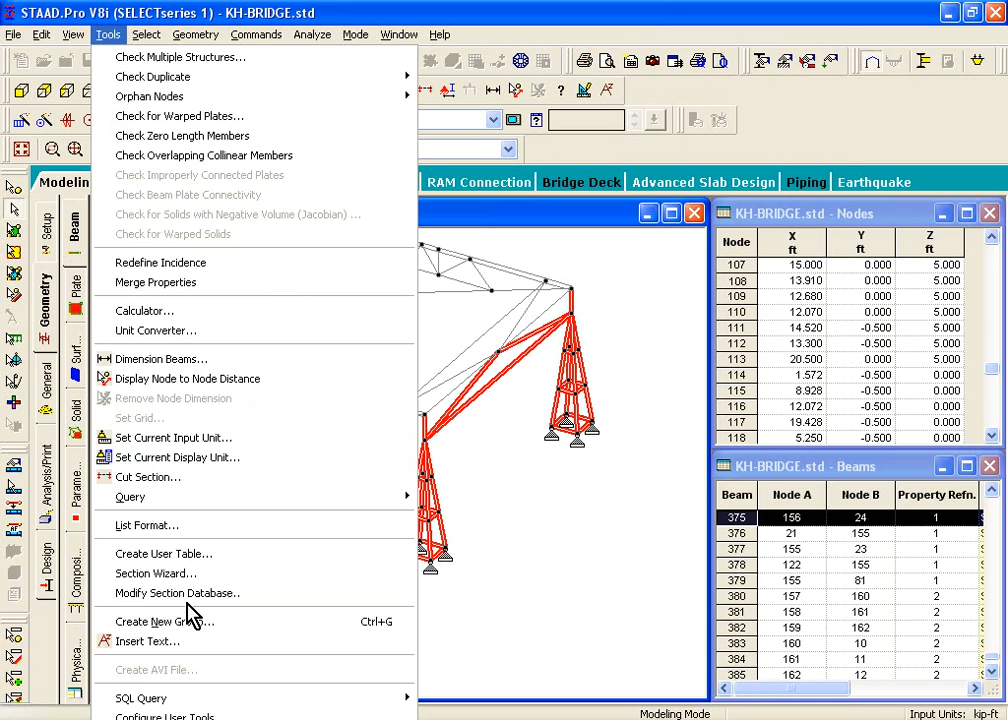 STAAD.Pro V8i (SELECTseries 1) - KH-BRIDGE.std
File Edit View Tools Select Geometry Commands Analyze Mode Window Help
Check Multiple Structures...
Check Duplicate
Orphan Nodes
Check for Warped Plates...
Check Zero Length Members
Check Overlapping Collinear Members
Check Improperly Connected Plates
Check Beam Plate Connectivity
Check for Solids with Negative Volume (Jacobian) ...
Check for Warped Solids
Redefine Incidence
Merge Properties
Calculator...
Unit Converter...
Dimension Beams...
Display Node to Node Distance
Remove Node Dimension
Set Grid...
Set Current Input Unit...
Set Current Display Unit...
Cut Section...
Query
List Format...
Create User Table...
Section Wizard...
Modify Section Database..
Create New Gr Ctrl+G
Insert Text...
Create AVI File...
SQL Query
Configure User Tools
Modelin
RAM Connection Bridge Deck Advanced Slab Design Piping Earthquake
Setup
Geometry
General
Analysis/Print
Design
Beam
Plate
Surf...
Solid
Parame...
Composi...
Physica...
KH-BRIDGE.std - Nodes
Node X ft Y ft Z ft
107 15.000 0.000 5.000
108 13.910 0.000 5.000
109 12.680 0.000 5.000
110 12.070 0.000 5.000
111 14.520 -0.500 5.000
112 13.300 -0.500 5.000
113 20.500 -0.500 5.000
114 1.572 -0.500 5.000
115 8.928 -0.500 5.000
116 12.072 -0.500 5.000
117 19.428 -0.500 5.000
118 5.250 -0.500 5.000
KH-BRIDGE.std - Beams
Beam Node A Node B Property Refn.
375 156 24 1
376 21 155 1
377 155 23 1
378 122 155 1
379 155 81 1
380 157 160 2
381 158 161 2
382 159 162 2
383 160 10 2
384 161 11 2
385 162 12 2
Modeling Mode
Input Units: kip-ft